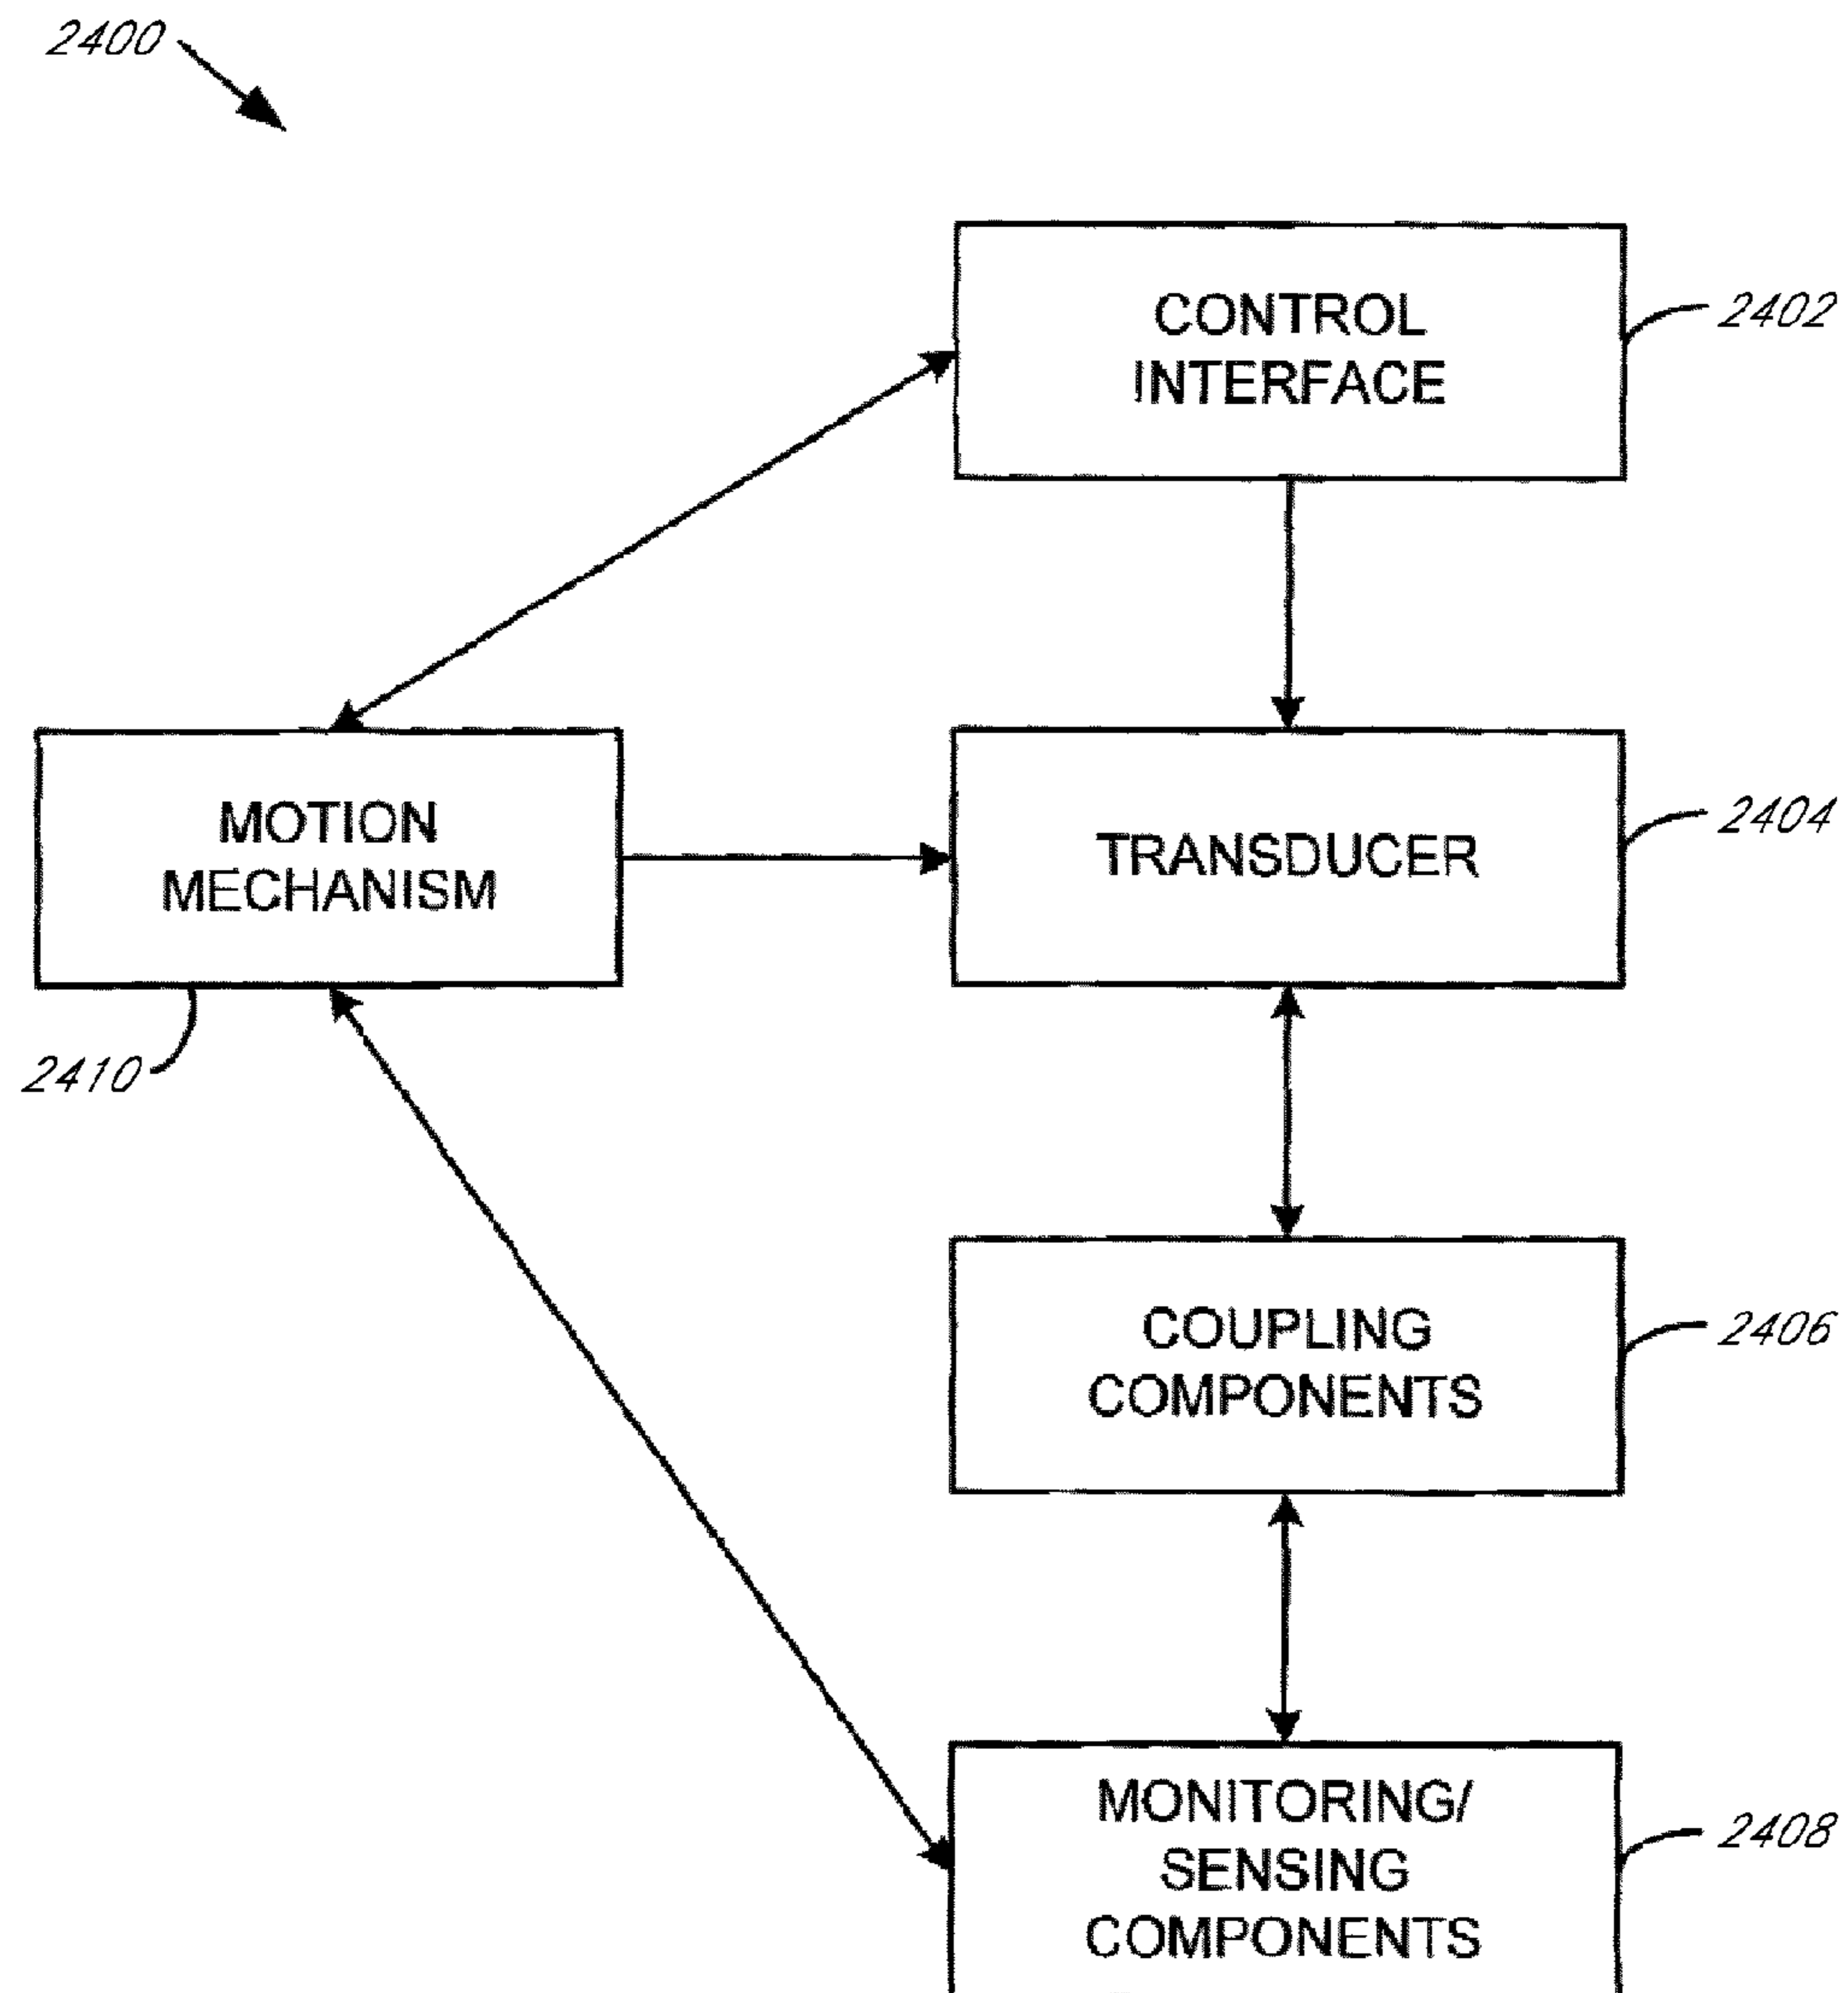 2400
CONTROL
INTERFACE
2402
MOTION
MECHANISM
2410
TRANSDUCER
2404
COUPLING
COMPONENTS
2406
MONITORING/
SENSING
COMPONENTS
2408